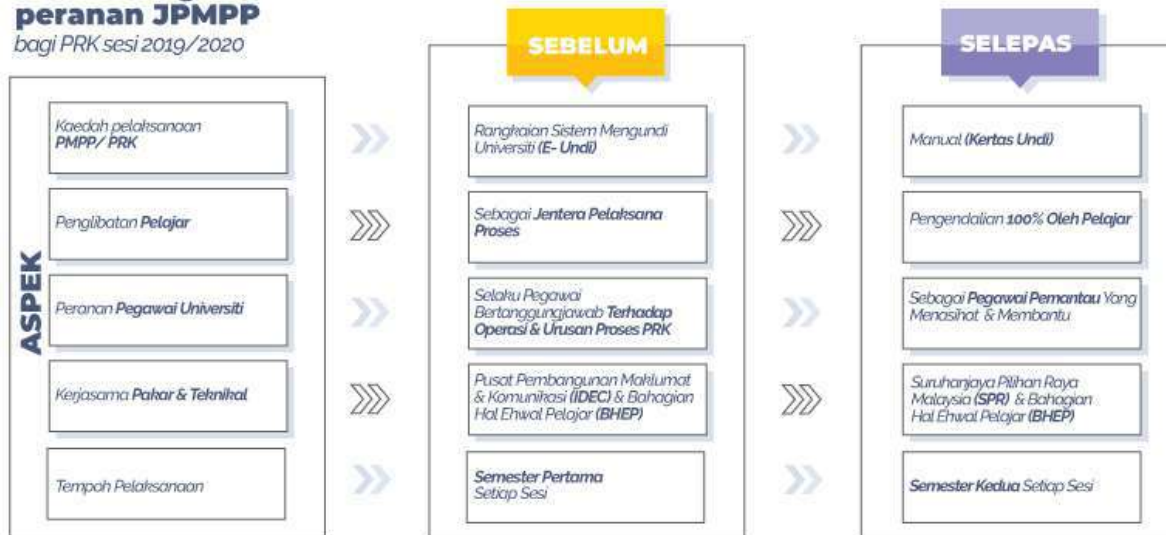 peranan JPMPP
bagi PRK sesi 2019/2020
SEBELUM
SELEPAS
ASPEK
Kaedah pelaksanaan
PMPP/ PRK
Rangkaian Sistem Mengundi
Universiti (E- Undi)
Manual (Kertas Undi)
Penglibatan Pelajar
Sebagai Jentera Pelaksana
Proses
Pengendalian 100% Oleh Pelajar
Peranan Pegawai Universiti
Selaku Pegawai
Bertanggungjawab Terhadap
Operasi & Urusan Proses PRK
Sebagai Pegawai Pemantau Yang
Menasihat & Membantu
Kerjasama Pakar & Teknikal
Pusat Pembangunan Maklumat
& Komunikasi (IDEC) & Bahagian
Hal Ehwal Pelajar (BHEP)
Suruhanjaya Pilihan Raya
Malaysia (SPR) & Bahagian
Hal Ehwal Pelajar (BHEP)
Tempoh Pelaksanaan
Semester Pertama
Setiap Sesi
Semester Kedua Setiap Sesi